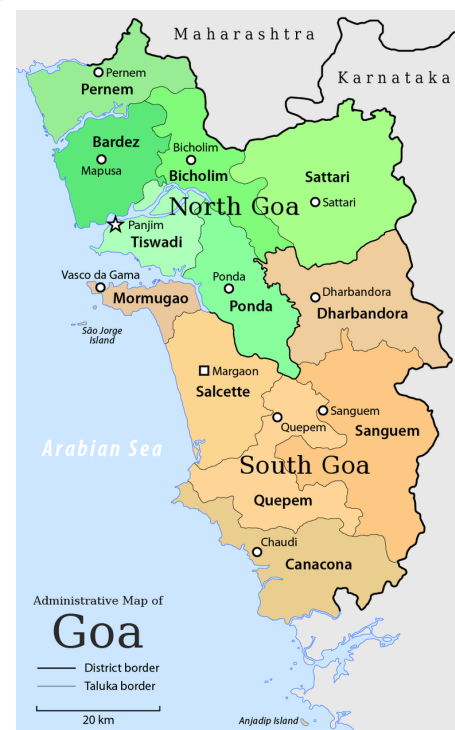 Maharashtra
Karnataka
Pernem
Pernem
Bardez
Mapusa
Bicholim
Bicholim
Sattari
Sattari
North Goa
Panjim
Tiswadi
Vasco da Gama
Mormugao
Ponda
Ponda
Dharbandora
Dharbandora
São Jorge
Island
Margaon
Salcette
Sanguem
Sanguem
Quepem
Arabian Sea
South Goa
Quepem
Chaudi
Canacona
Administrative Map of
Goa
District border
Taluka border
20 km
Anjadip Island